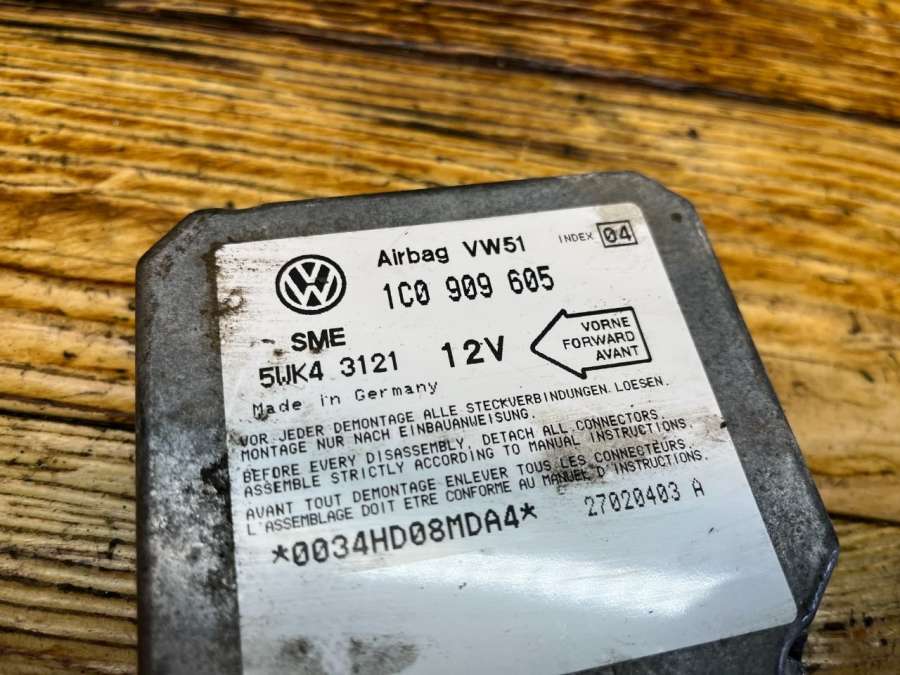 Airbag VW51 INDEX 04
1C0 909 605
SME
5WK4 3121 12V
VORNE
FORWARD
AVANT
Made in Germany
VOR JEDER DEMONTAGE ALLE STECKVERBINDUNGEN LOESEN.
MONTAGE NUR NACH EINBAUANWEISUNG.
BEFORE EVERY DISASSEMBLY, DETACH ALL CONNECTORS.
ASSEMBLE STRICTLY ACCORDING TO MANUAL INSTRUCTIONS.
AVANT TOUT DEMONTAGE ENLEVER TOUS LES CONNECTEURS.
L'ASSEMBLAGE DOIT ETRE CONFORME AU MANUEL D'INSTRUCTIONS.
*0034HD08MDA4* 27020403 A